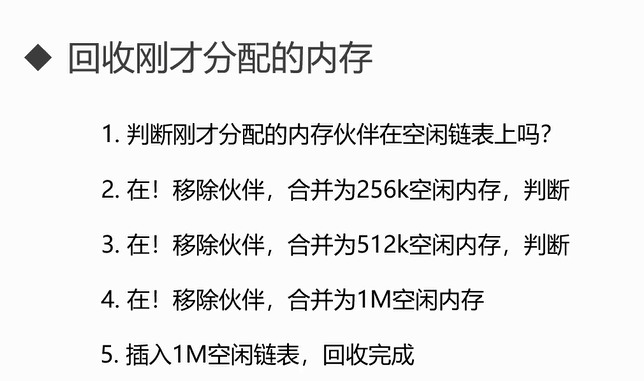 ◆ 回收刚才分配的内存
1. 判断刚才分配的内存伙伴在空闲链表上吗？
2. 在！移除伙伴，合并为256k空闲内存，判断
3. 在！移除伙伴，合并为512k空闲内存，判断
4. 在！移除伙伴，合并为1M空闲内存
5. 插入1M空闲链表，回收完成